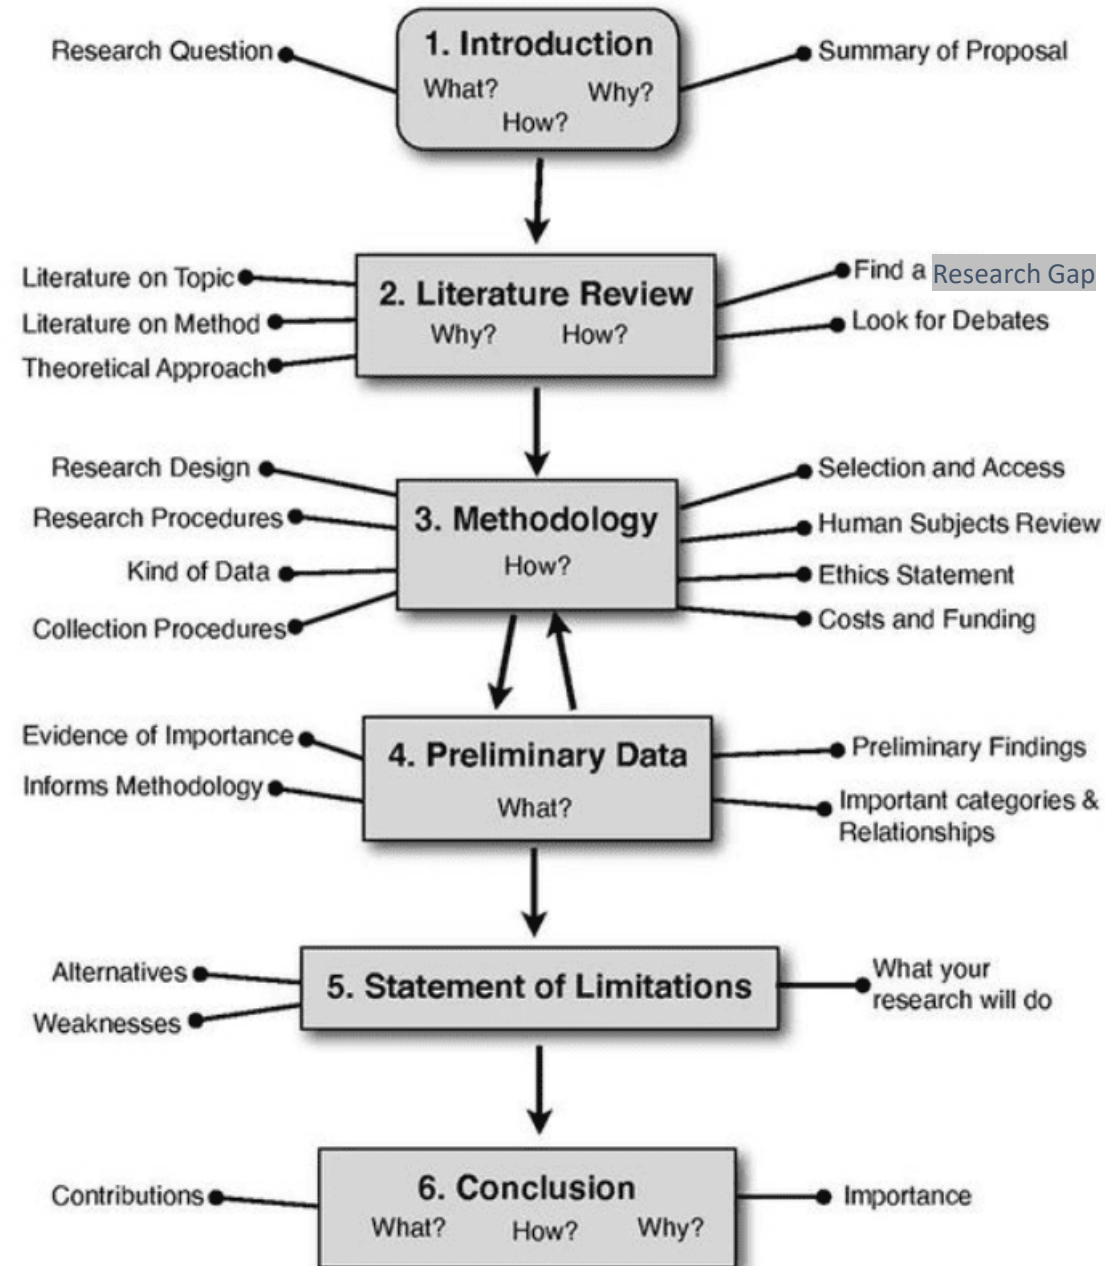 1. Introduction
What? Why?
How?
Research Question
Summary of Proposal
2. Literature Review
Why? How?
Literature on Topic
Literature on Method
Theoretical Approach
Find a Research Gap
Look for Debates
3. Methodology
How?
Research Design
Research Procedures
Kind of Data
Collection Procedures
Selection and Access
Human Subjects Review
Ethics Statement
Costs and Funding
4. Preliminary Data
What?
Evidence of Importance
Informs Methodology
Preliminary Findings
Important categories &
Relationships
5. Statement of Limitations
Alternatives
Weaknesses
What your
research will do
6. Conclusion
What? How? Why?
Contributions
Importance